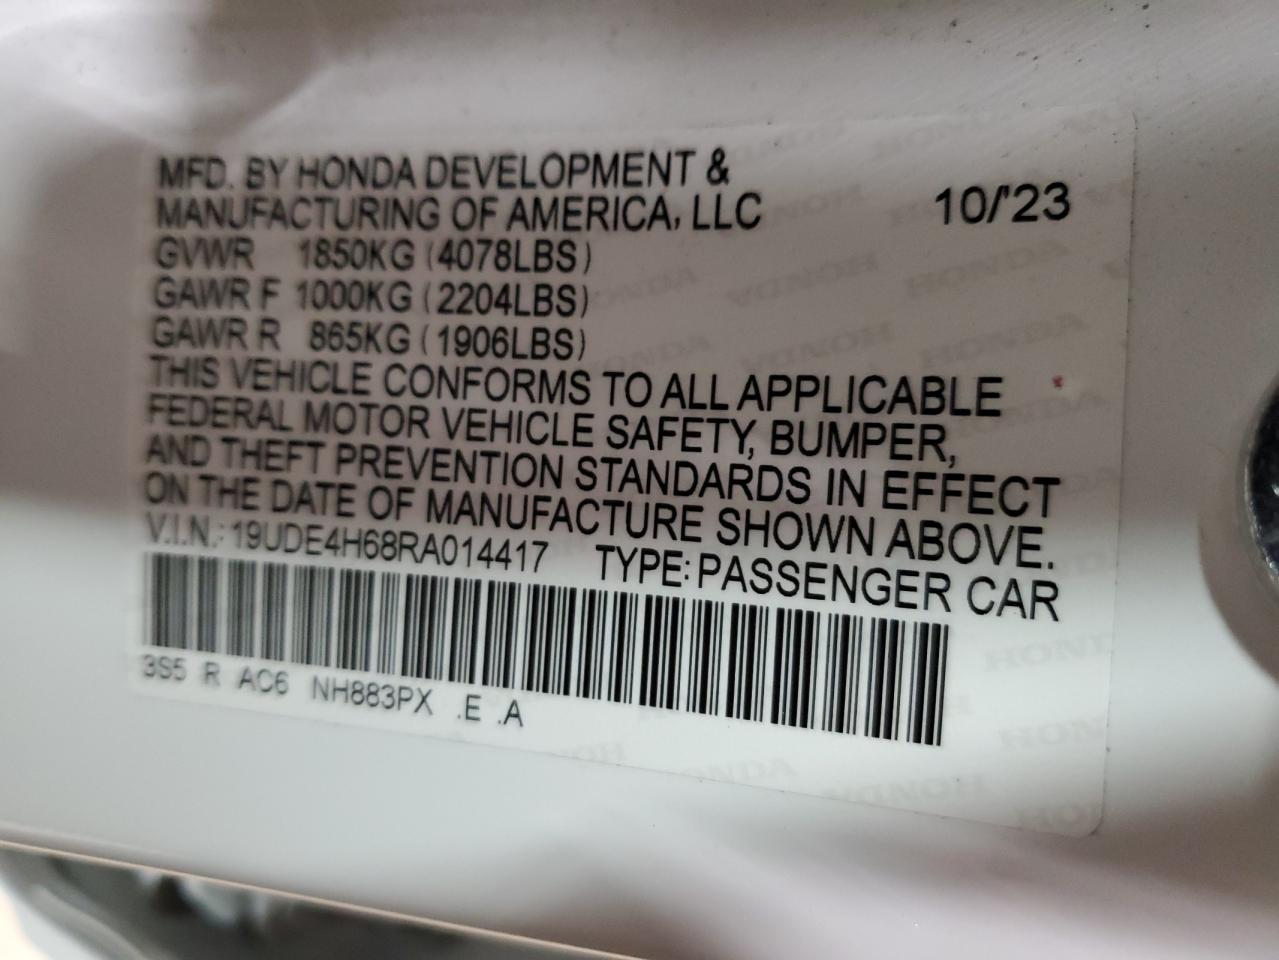 MFD. BY HONDA DEVELOPMENT &
MANUFACTURING OF AMERICA, LLC 10/'23
GVWR 1850KG (4078LBS)
GAWR F 1000KG (2204LBS)
GAWR R 865KG (1906LBS)
THIS VEHICLE CONFORMS TO ALL APPLICABLE
FEDERAL MOTOR VEHICLE SAFETY, BUMPER,
AND THEFT PREVENTION STANDARDS IN EFFECT
ON THE DATE OF MANUFACTURE SHOWN ABOVE.
V.I.N.: 19UDE4H68RA014417 TYPE: PASSENGER CAR
3S5 R AC6 NH883PX .E .A